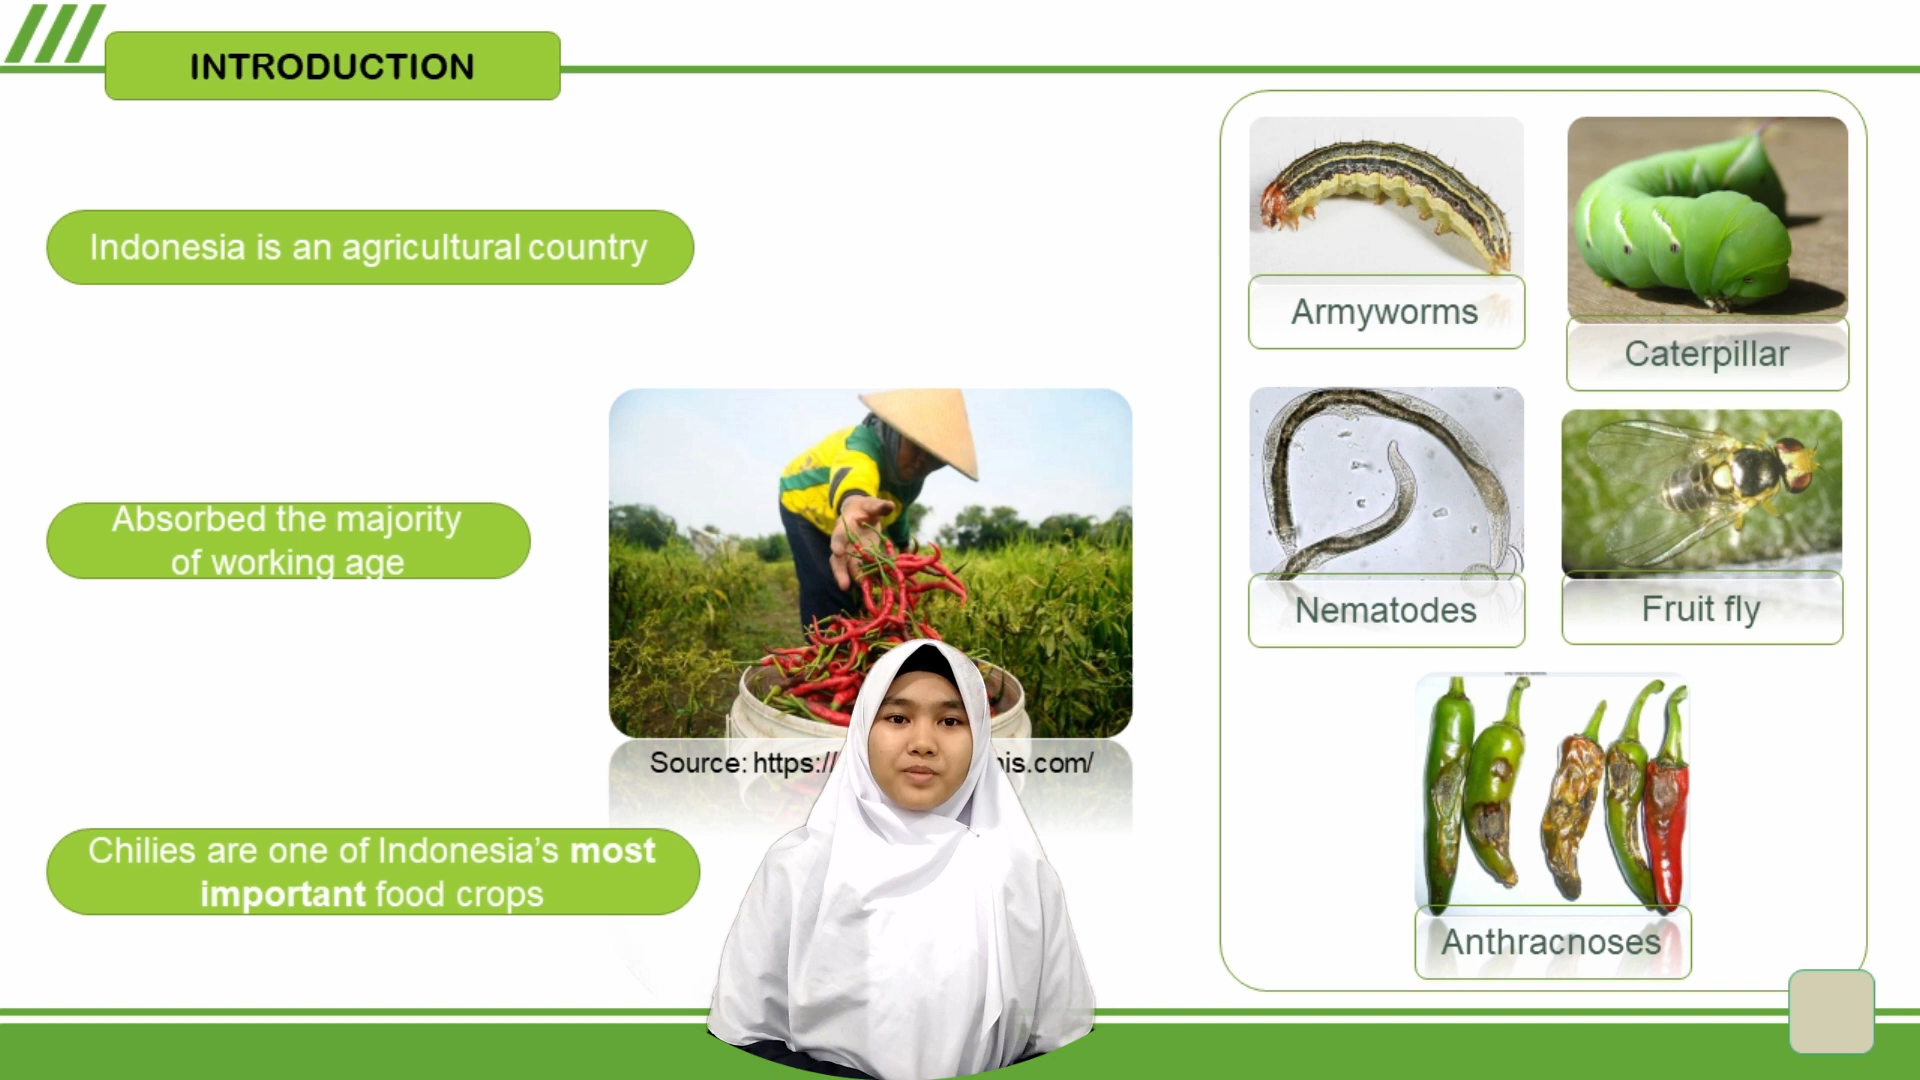 INTRODUCTION
Indonesia is an agricultural country
Absorbed the majority
of working age
Chilies are one of Indonesia’s most
important food crops
Source: https:// nis.com/
Armyworms
Caterpillar
Nematodes
Fruit fly
Anthracnoses